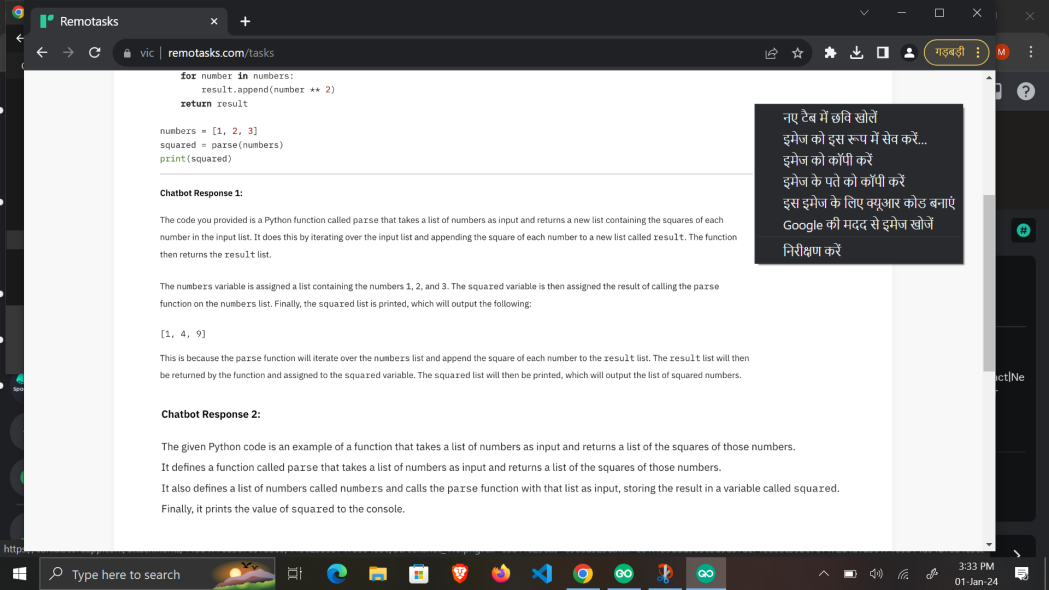 Remotasks
vic | remotasks.com/tasks
गड़बड़ी
M
for number in numbers:
result.append(number ** 2)
return result
numbers = [1, 2, 3]
squared = parse(numbers)
print(squared)
Chatbot Response 1:
The code you provided is a Python function called parse that takes a list of numbers as input and returns a new list containing the squares of each
number in the input list. It does this by iterating over the input list and appending the square of each number to a new list called result. The function
then returns the result list.
The numbers variable is assigned a list containing the numbers 1, 2, and 3. The squared variable is then assigned the result of calling the parse
function on the numbers list. Finally, the squared list is printed, which will output the following:
[1, 4, 9]
This is because the parse function will iterate over the numbers list and append the square of each number to the result list. The result list will then
be returned by the function and assigned to the squared variable. The squared list will then be printed, which will output the list of squared numbers.
Chatbot Response 2:
The given Python code is an example of a function that takes a list of numbers as input and returns a list of the squares of those numbers.
It defines a function called parse that takes a list of numbers as input and returns a list of the squares of those numbers.
It also defines a list of numbers called numbers and calls the parse function with that list as input, storing the result in a variable called squared.
Finally, it prints the value of squared to the console.
नए टैब में छवि खोलें
इमेज को इस रूप में सेव करें...
इमेज को कॉपी करें
इमेज के पते को कॉपी करें
इस इमेज के लिए क्यूआर कोड बनाएं
Google की मदद से इमेज खोजें
निरीक्षण करें
#
ct|Ne
Spa
https
Type here to search
3:33 PM
01-Jan-24